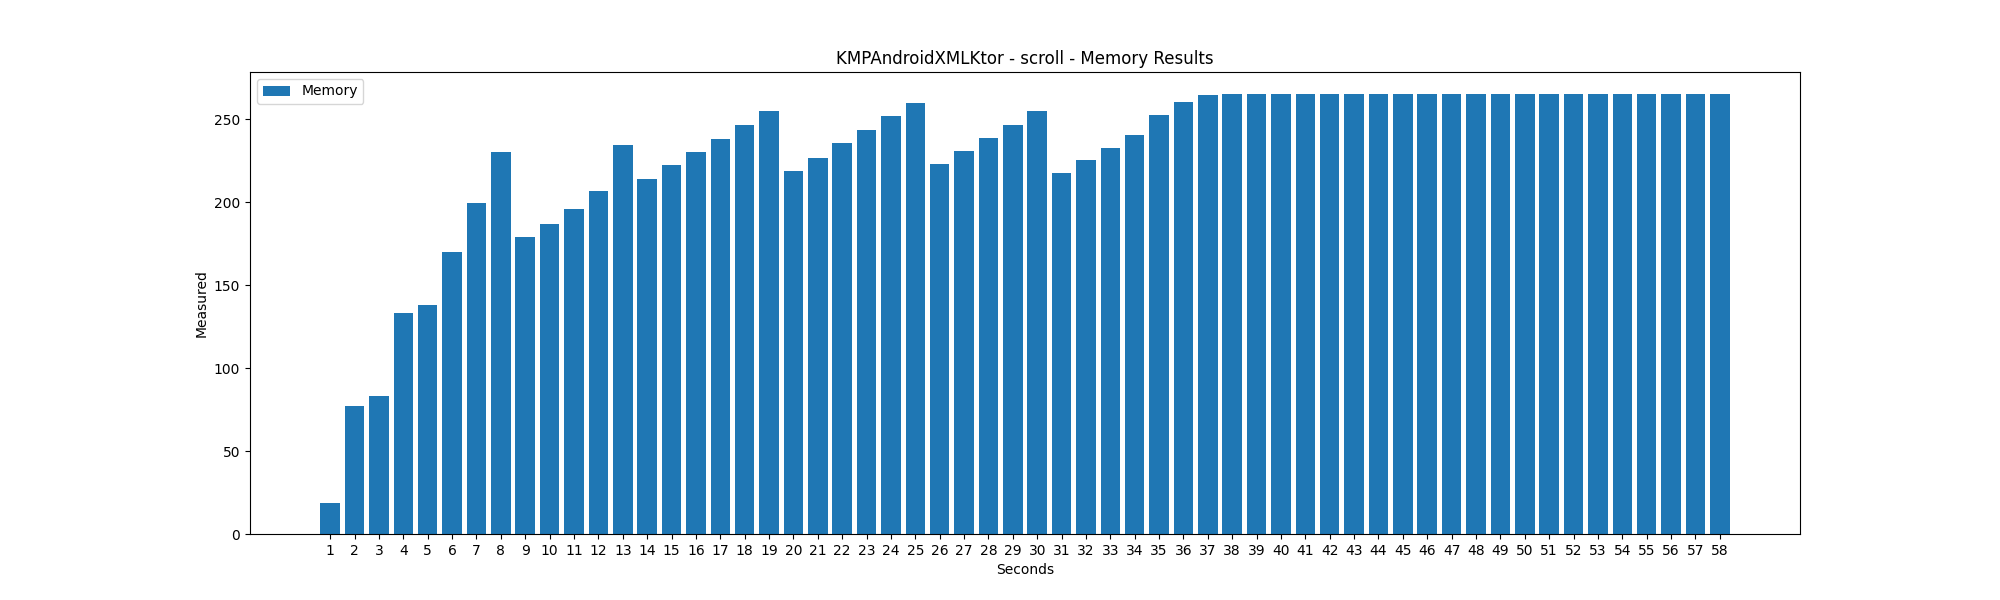 KMPAndroidXMLKtor - scroll - Memory Results
Memory
250
200
150
100
50
0
Measured
1 2 3 4 5 6 7 8 9 10 11 12 13 14 15 16 17 18 19 20 21 22 23 24 25 26 27 28 29 30 31 32 33 34 35 36 37 38 39 40 41 42 43 44 45 46 47 48 49 50 51 52 53 54 55 56 57 58
Seconds